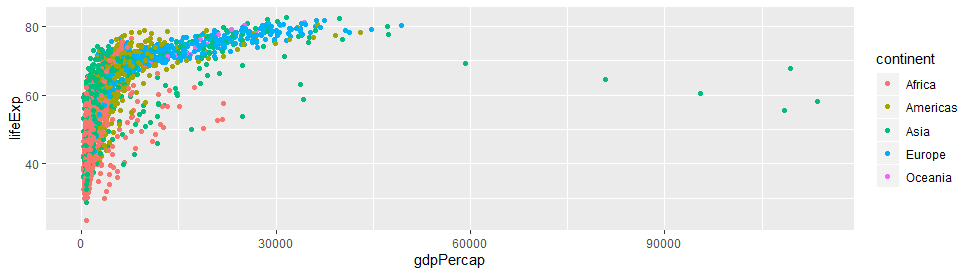 80
60
40
lifeExp
0
30000
60000
90000
gdpPercap
continent
Africa
Americas
Asia
Europe
Oceania